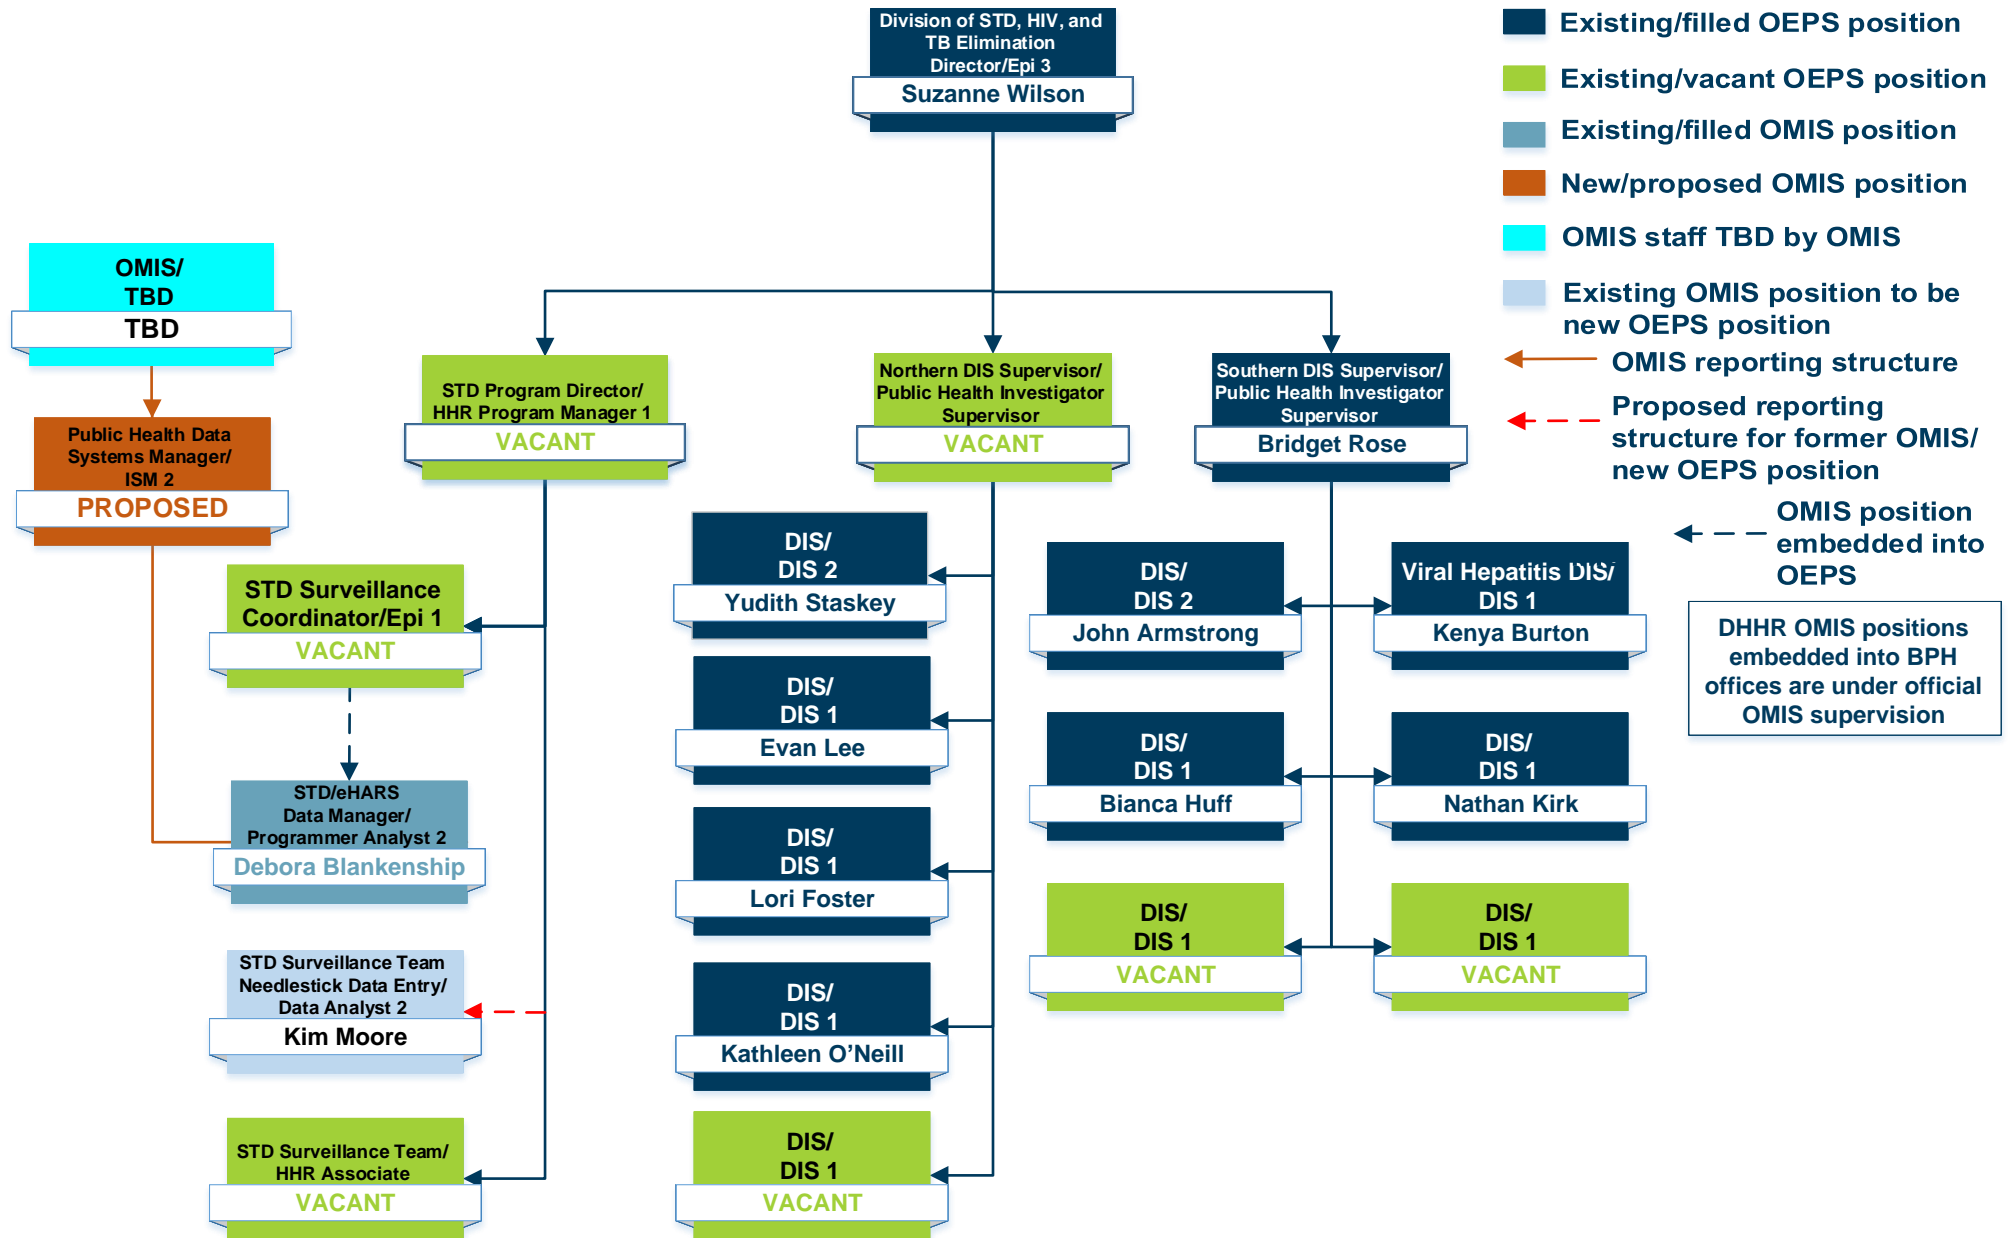 Division of STD, HIV, and
TB Elimination
Director/Epi 3
Suzanne Wilson
Existing/filled OEPS position
Existing/vacant OEPS position
Existing/filled OMIS position
New/proposed OMIS position
OMIS staff TBD by OMIS
Existing OMIS position to be
new OEPS position
OMIS reporting structure
Proposed reporting
structure for former OMIS/
new OEPS position
OMIS position
embedded into
OEPS
DHHR OMIS positions
embedded into BPH
offices are under official
OMIS supervision
OMIS/
TBD
TBD
Public Health Data
Systems Manager/
ISM 2
PROPOSED
STD Program Director/
HHR Program Manager 1
VACANT
STD Surveillance
Coordinator/Epi 1
VACANT
STD/eHARS
Data Manager/
Programmer Analyst 2
Debora Blankenship
STD Surveillance Team
Needlestick Data Entry/
Data Analyst 2
Kim Moore
STD Surveillance Team/
HHR Associate
VACANT
Northern DIS Supervisor/
Public Health Investigator
Supervisor
VACANT
DIS/
DIS 2
Yudith Staskey
DIS/
DIS 1
Evan Lee
DIS/
DIS 1
Lori Foster
DIS/
DIS 1
Kathleen O’Neill
DIS/
DIS 1
VACANT
Southern DIS Supervisor/
Public Health Investigator
Supervisor
Bridget Rose
DIS/
DIS 2
John Armstrong
Viral Hepatitis DIS/
DIS 1
Kenya Burton
DIS/
DIS 1
Bianca Huff
DIS/
DIS 1
Nathan Kirk
DIS/
DIS 1
VACANT
DIS/
DIS 1
VACANT